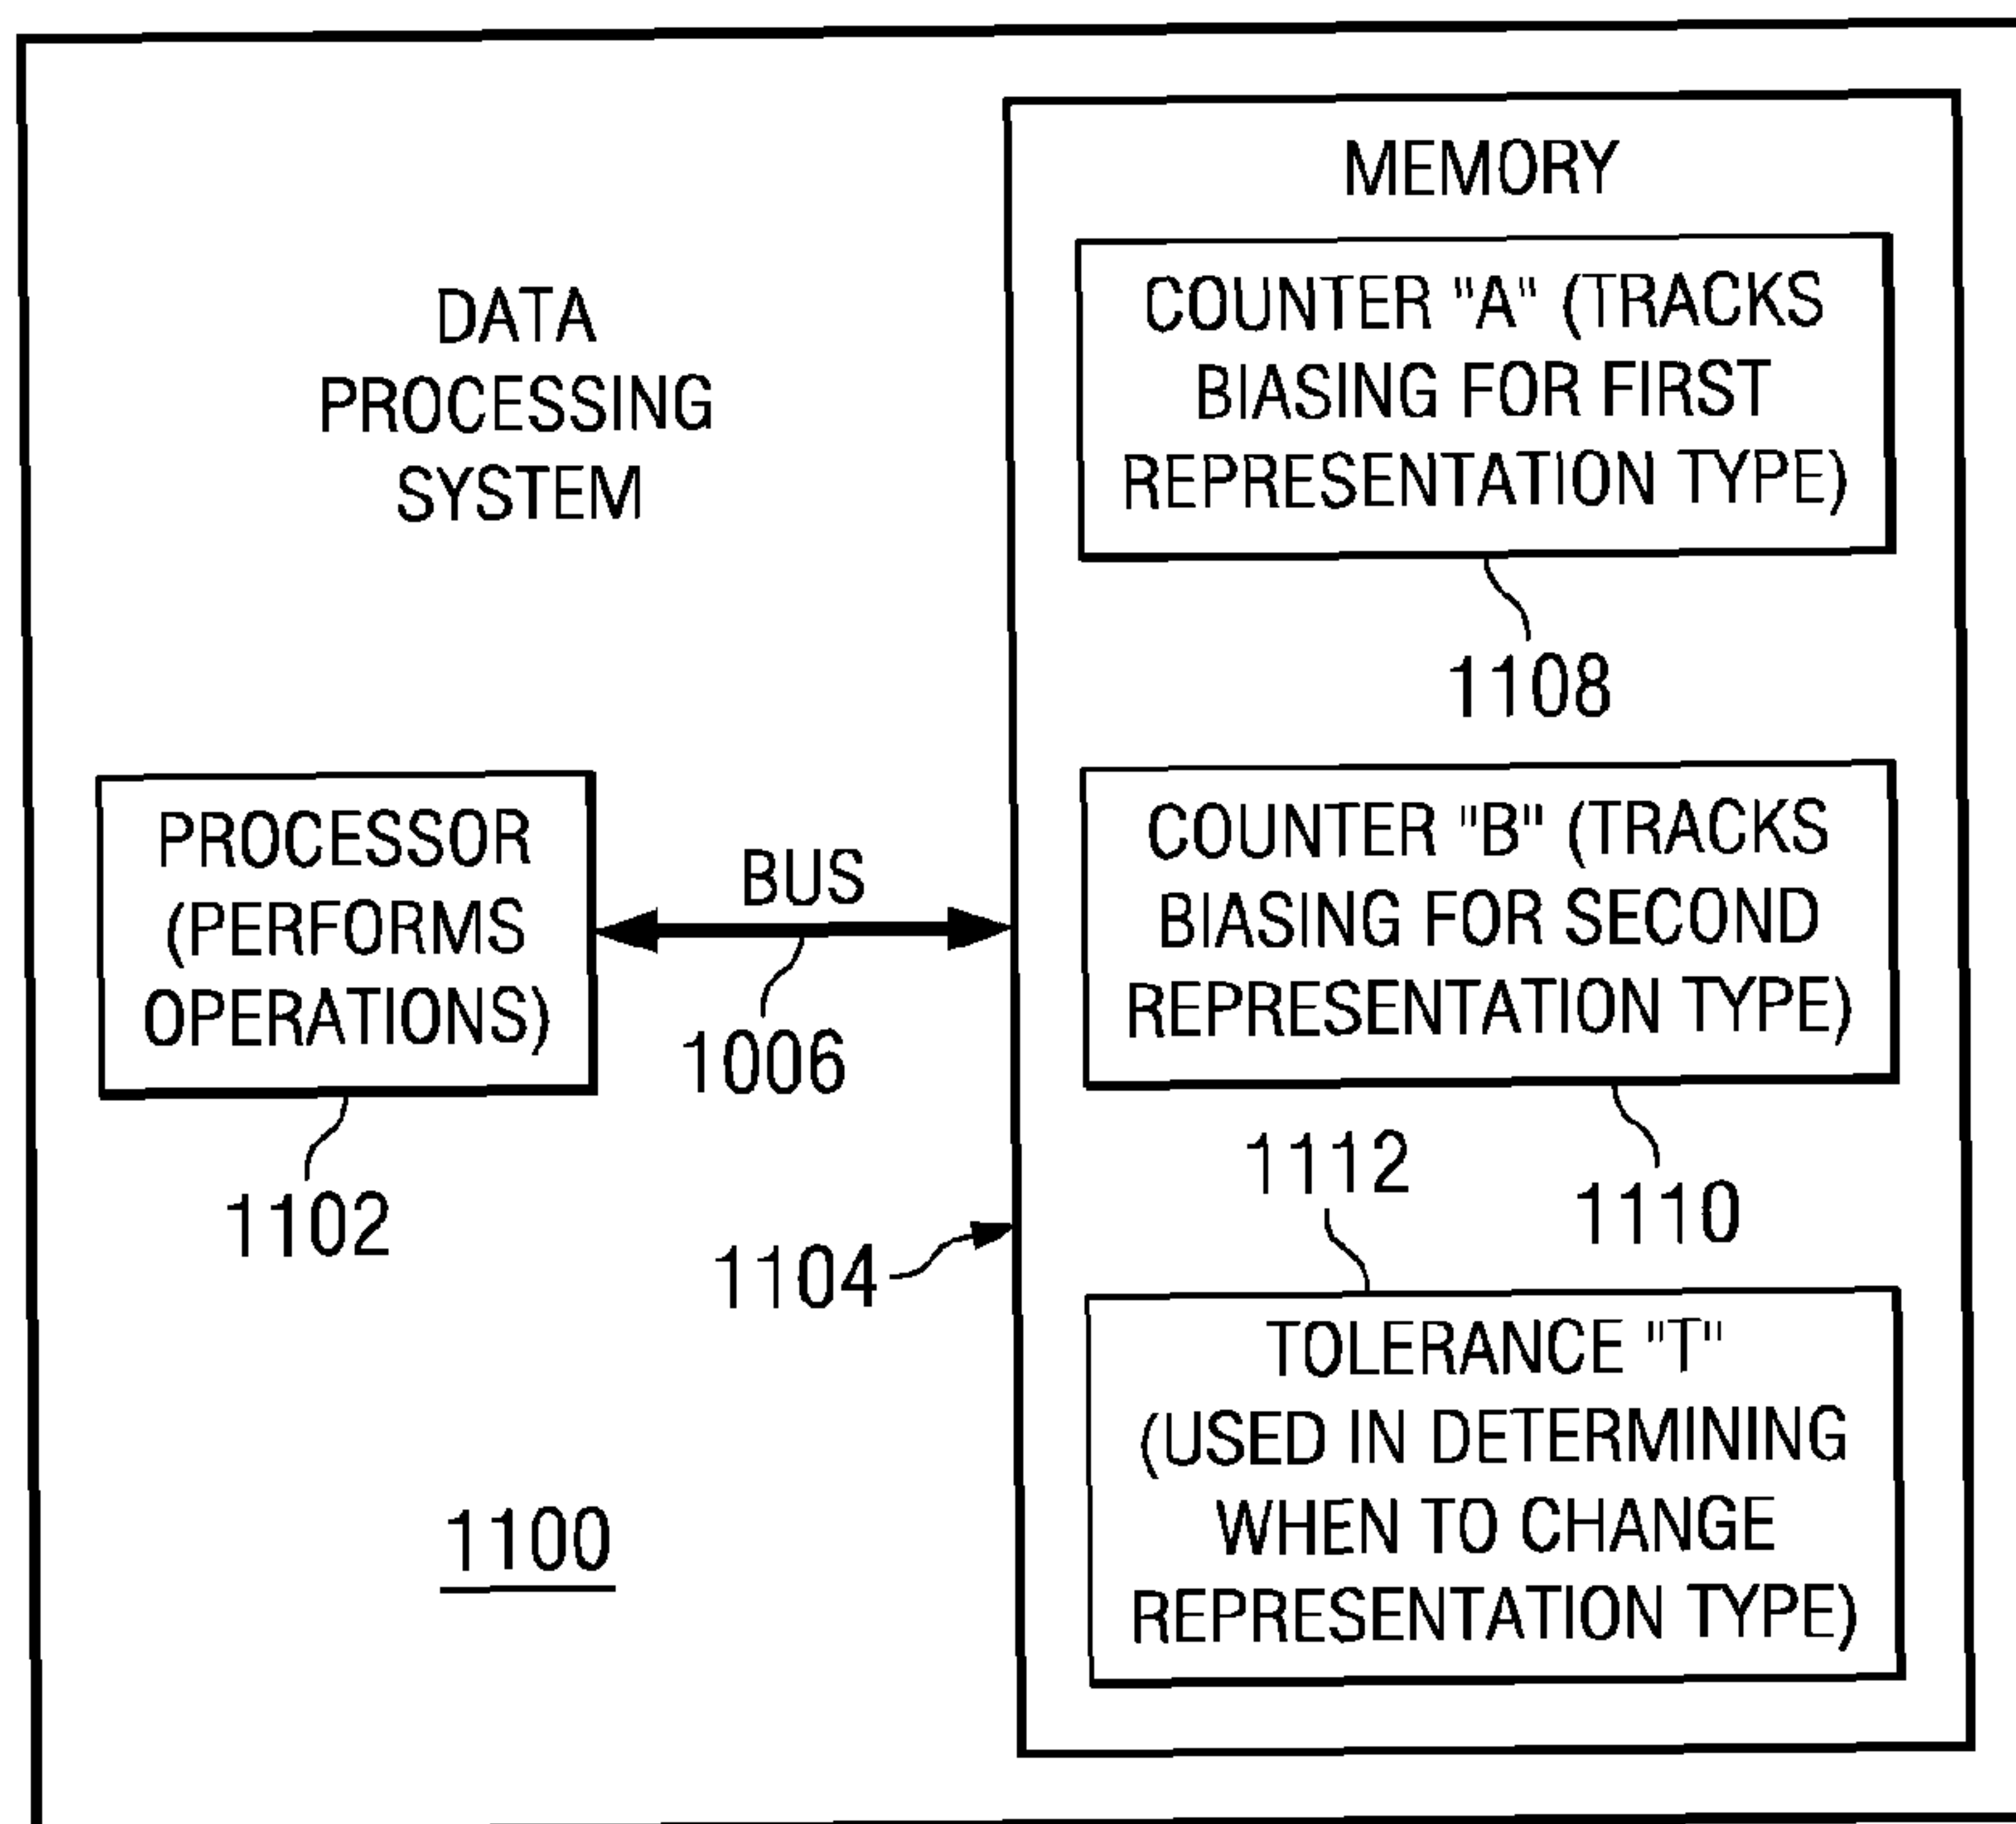 DATA
PROCESSING
SYSTEM
PROCESSOR
(PERFORMS
OPERATIONS)
1102
BUS
1006
1104
1100
MEMORY
COUNTER "A" (TRACKS
BIASING FOR FIRST
REPRESENTATION TYPE)
1108
COUNTER "B" (TRACKS
BIASING FOR SECOND
REPRESENTATION TYPE)
1110
1112
TOLERANCE "T"
(USED IN DETERMINING
WHEN TO CHANGE
REPRESENTATION TYPE)